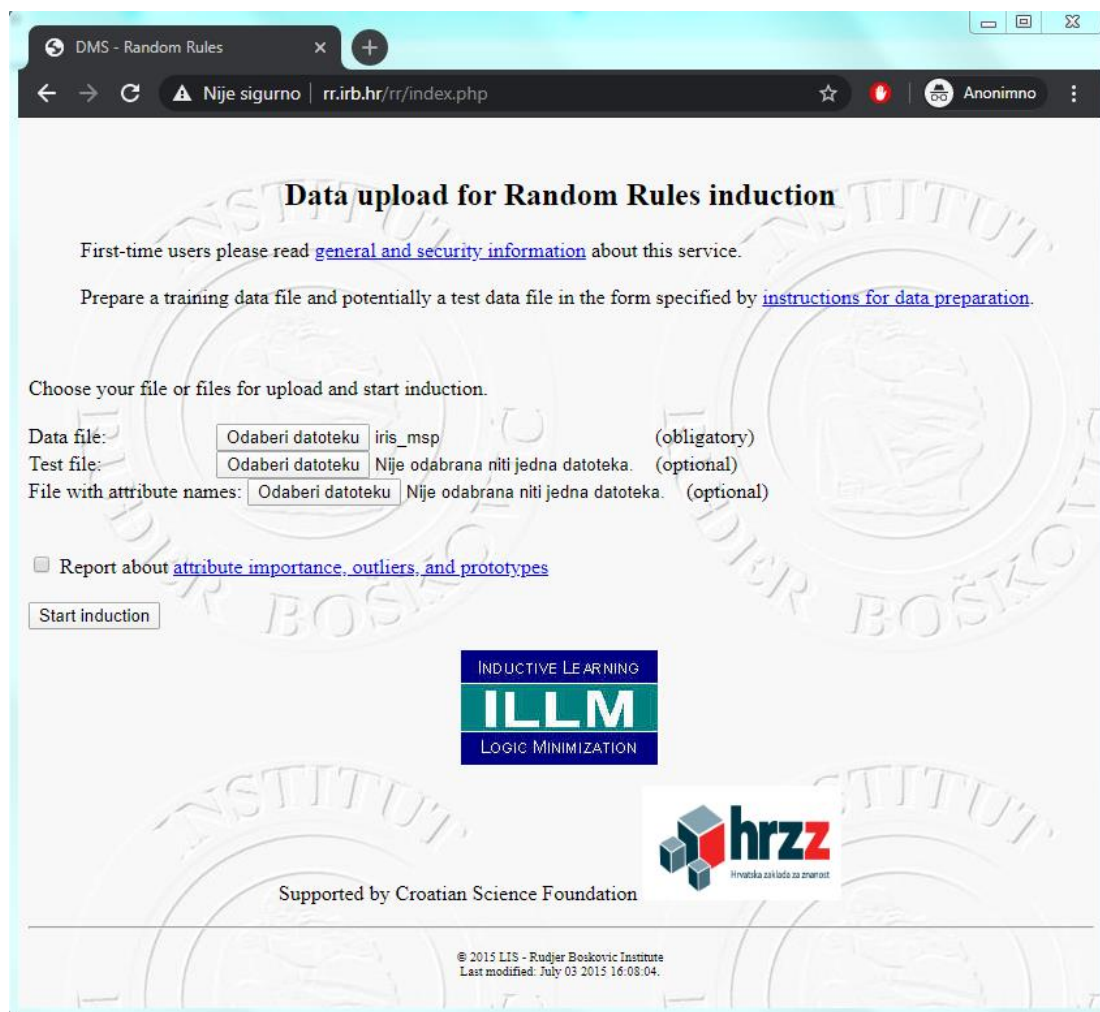 DMS - Random Rules
Nije sigurno | rr.irb.hr/rr/index.php
Anonimno
Data upload for Random Rules induction
First-time users please read general and security information about this service.
Prepare a training data file and potentially a test data file in the form specified by instructions for data preparation.
Choose your file or files for upload and start induction.
Data file: Odaberi datoteku iris_msp (obligatory)
Test file: Odaberi datoteku Nije odabrana niti jedna datoteka. (optional)
File with attribute names: Odaberi datoteku Nije odabrana niti jedna datoteka. (optional)
Report about attribute importance, outliers, and prototypes
Start induction
INDUCTIVE LEARNING
ILLM
LOGIC MINIMIZATION
hrzz
Hrvatska zaklada za znanost
Supported by Croatian Science Foundation
© 2015 LIS - Rudjer Boskovic Institute
Last modified: July 03 2015 16:08:04.